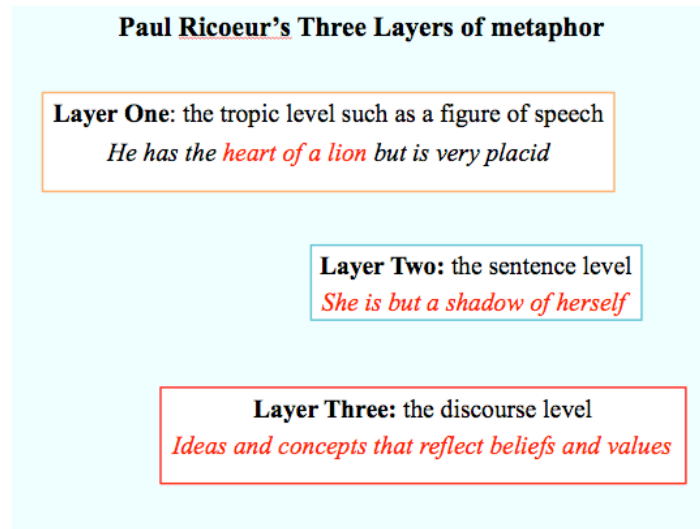 Paul Ricoeur's Three Layers of metaphor
Layer One: the tropic level such as a figure of speech
He has the heart of a lion but is very placid
Layer Two: the sentence level
She is but a shadow of herself
Layer Three: the discourse level
Ideas and concepts that reflect beliefs and values